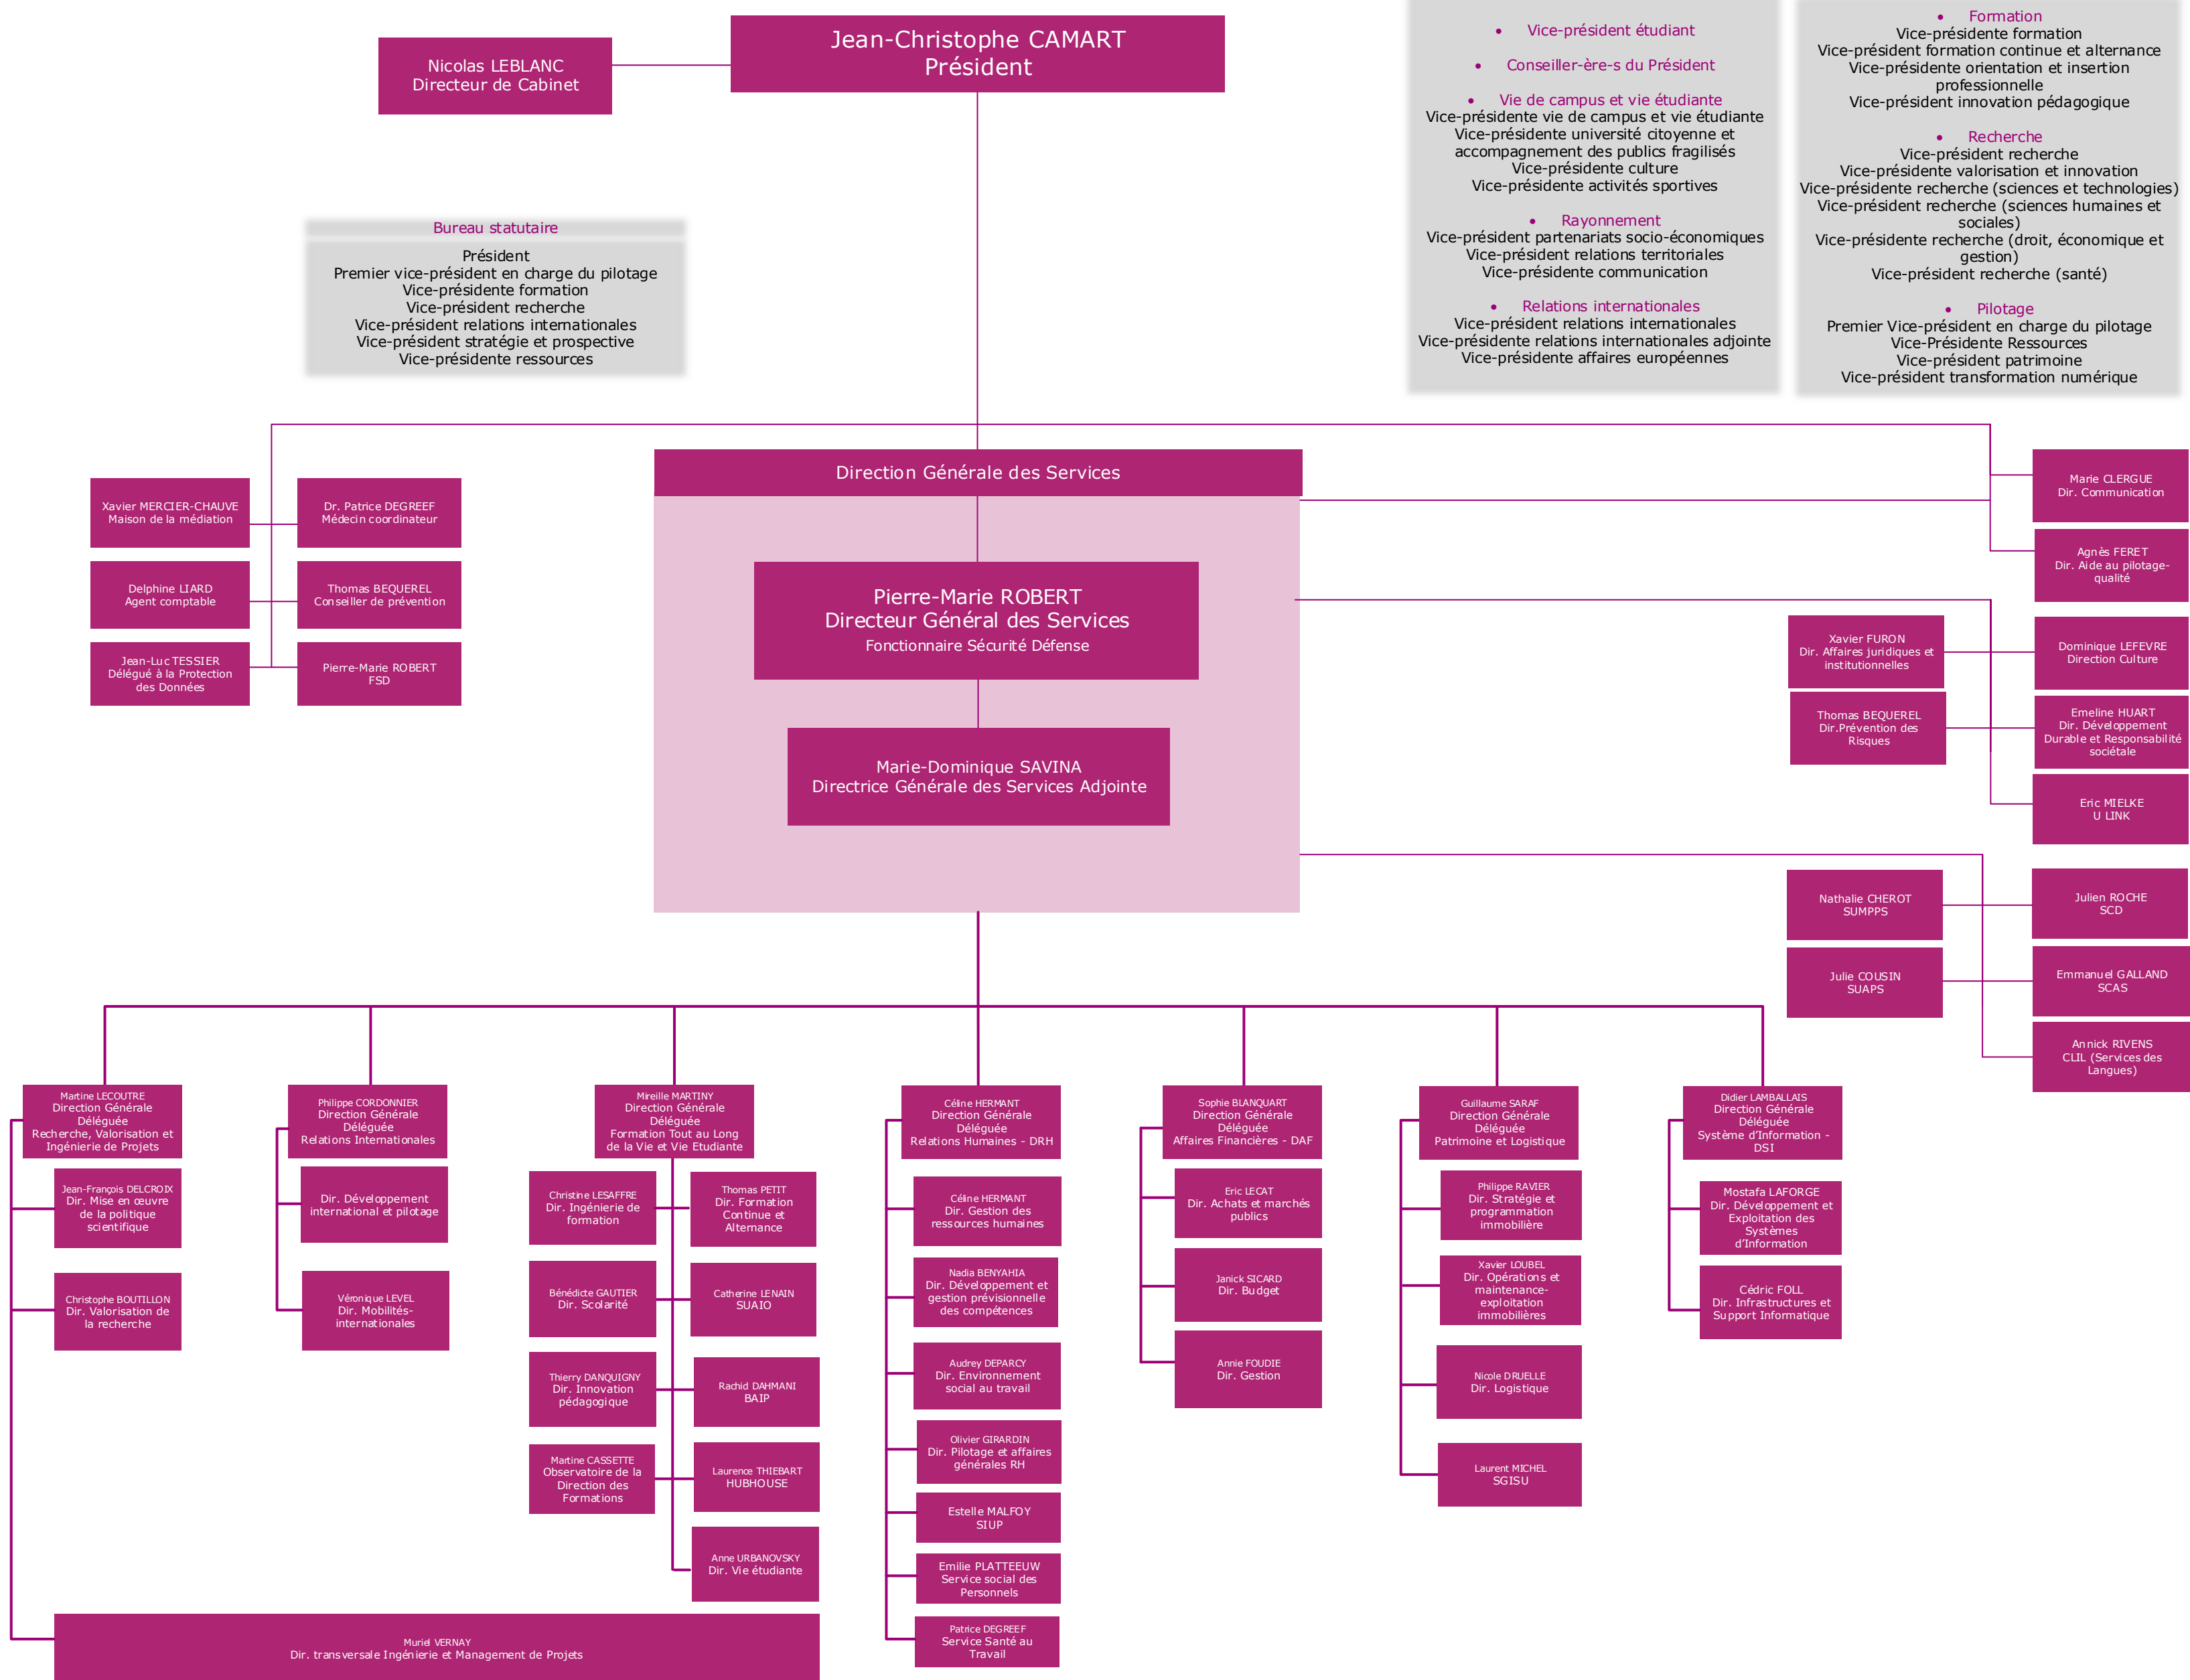 Jean-Christophe CAMART
Président
Nicolas LEBLANC
Directeur de Cabinet
• Vice-président étudiant
• Conseiller-ère-s du Président
• Vie de campus et vie étudiante
Vice-présidente vie de campus et vie étudiante
Vice-présidente université citoyenne et
accompagnement des publics fragilisés
Vice-présidente culture
Vice-présidente activités sportives
• Rayonnement
Vice-président partenariats socio-économiques
Vice-président relations territoriales
Vice-présidente communication
• Relations internationales
Vice-président relations internationales
Vice-présidente relations internationales adjointe
Vice-présidente affaires européennes
• Formation
Vice-présidente formation
Vice-président formation continue et alternance
Vice-présidente orientation et insertion
professionnelle
Vice-président innovation pédagogique
• Recherche
Vice-président recherche
Vice-présidente valorisation et innovation
Vice-présidente recherche (sciences et technologies)
Vice-président recherche (sciences humaines et
sociales)
Vice-présidente recherche (droit, économique et
gestion)
Vice-président recherche (santé)
• Pilotage
Premier Vice-président en charge du pilotage
Vice-Présidente Ressources
Vice-président patrimoine
Vice-président transformation numérique
Bureau statutaire
Président
Premier vice-président en charge du pilotage
Vice-présidente formation
Vice-président recherche
Vice-président relations internationales
Vice-président stratégie et prospective
Vice-présidente ressources
Direction Générale des Services
Pierre-Marie ROBERT
Directeur Général des Services
Fonctionnaire Sécurité Défense
Marie-Dominique SAVINA
Directrice Générale des Services Adjointe
Xavier MERCIER-CHAUVE
Maison de la médiation
Dr. Patrice DEGREEF
Médecin coordinateur
Delphine LIARD
Agent comptable
Thomas BEQUEREL
Conseiller de prévention
Jean-Luc TESSIER
Délégué à la Protection
des Données
Pierre-Marie ROBERT
FSD
Marie CLERGUE
Dir. Communication
Agnès FERET
Dir. Aide au pilotage-
qualité
Xavier FURON
Dir. Affaires juridiques et
institutionnelles
Dominique LEFEVRE
Direction Culture
Thomas BEQUEREL
Dir.Prévention des
Risques
Emeline HUART
Dir. Développement
Durable et Responsabilité
sociétale
Eric MIELKE
U LINK
Nathalie CHEROT
SUMPPS
Julien ROCHE
SCD
Julie COUSIN
SUAPS
Emmanuel GALLAND
SCAS
Annick RIVENS
CLIL (Services des
Langues)
Martine LECOUTRE
Direction Générale
Déléguée
Recherche, Valorisation et
Ingénierie de Projets
Jean-François DELCROIX
Dir. Mise en œuvre
de la politique
scientifique
Christophe BOUTILLON
Dir. Valorisation de
la recherche
Philippe CORDONNIER
Direction Générale
Déléguée
Relations Internationales
Dir. Développement
international et pilotage
Véronique LEVEL
Dir. Mobilités-
internationales
Mireille MARTINY
Direction Générale
Déléguée
Formation Tout au Long
de la Vie et Vie Etudiante
Christine LESAFFRE
Dir. Ingénierie de
formation
Thomas PETIT
Dir. Formation
Continue et
Alternance
Bénédicte GAUTIER
Dir. Scolarité
Catherine LENAIN
SUAIO
Thierry DANQUIGNY
Dir. Innovation
pédagogique
Rachid DAHMANI
BAIP
Martine CASSETTE
Observatoire de la
Direction des
Formations
Laurence THIEBART
HUBHOUSE
Anne URBANOVSKY
Dir. Vie étudiante
Céline HERMANT
Direction Générale
Déléguée
Relations Humaines - DRH
Céline HERMANT
Dir. Gestion des
ressources humaines
Nadia BENYAHIA
Dir. Développement et
gestion prévisionnelle
des compétences
Audrey DEPARCY
Dir. Environnement
social au travail
Olivier GIRARDIN
Dir. Pilotage et affaires
générales RH
Estelle MALFOY
SIUP
Emilie PLATTEEUW
Service social des
Personnels
Patrice DEGREEF
Service Santé au
Travail
Sophie BLANQUART
Direction Générale
Déléguée
Affaires Financières - DAF
Eric LECAT
Dir. Achats et marchés
publics
Janick SICARD
Dir. Budget
Annie FOUDIE
Dir. Gestion
Guillaume SARAF
Direction Générale
Déléguée
Patrimoine et Logistique
Philippe RAVIER
Dir. Stratégie et
programmation
immobilière
Xavier LOUBEL
Dir. Opérations et
maintenance-
exploitation
immobilières
Nicole DRUELLE
Dir. Logistique
Laurent MICHEL
SGISU
Didier LAMBALLAIS
Direction Générale
Déléguée
Système d'Information -
DSI
Mostafa LAFORGE
Dir. Développement et
Exploitation des
Systèmes
d'Information
Cédric FOLL
Dir. Infrastructures et
Support Informatique
Muriel VERNAY
Dir. transversale Ingénierie et Management de Projets